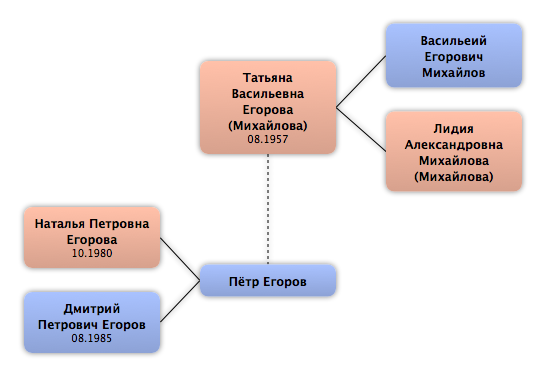 Васильеий
Егорович
Михайлов
Татьяна
Васильевна
Егорова
(Михайлова)
08.1957
Лидия
Александровна
Михайлова
(Михайлова)
Наталья Петровна
Егорова
10.1980
Пётр Егоров
Дмитрий
Петрович Егоров
08.1985